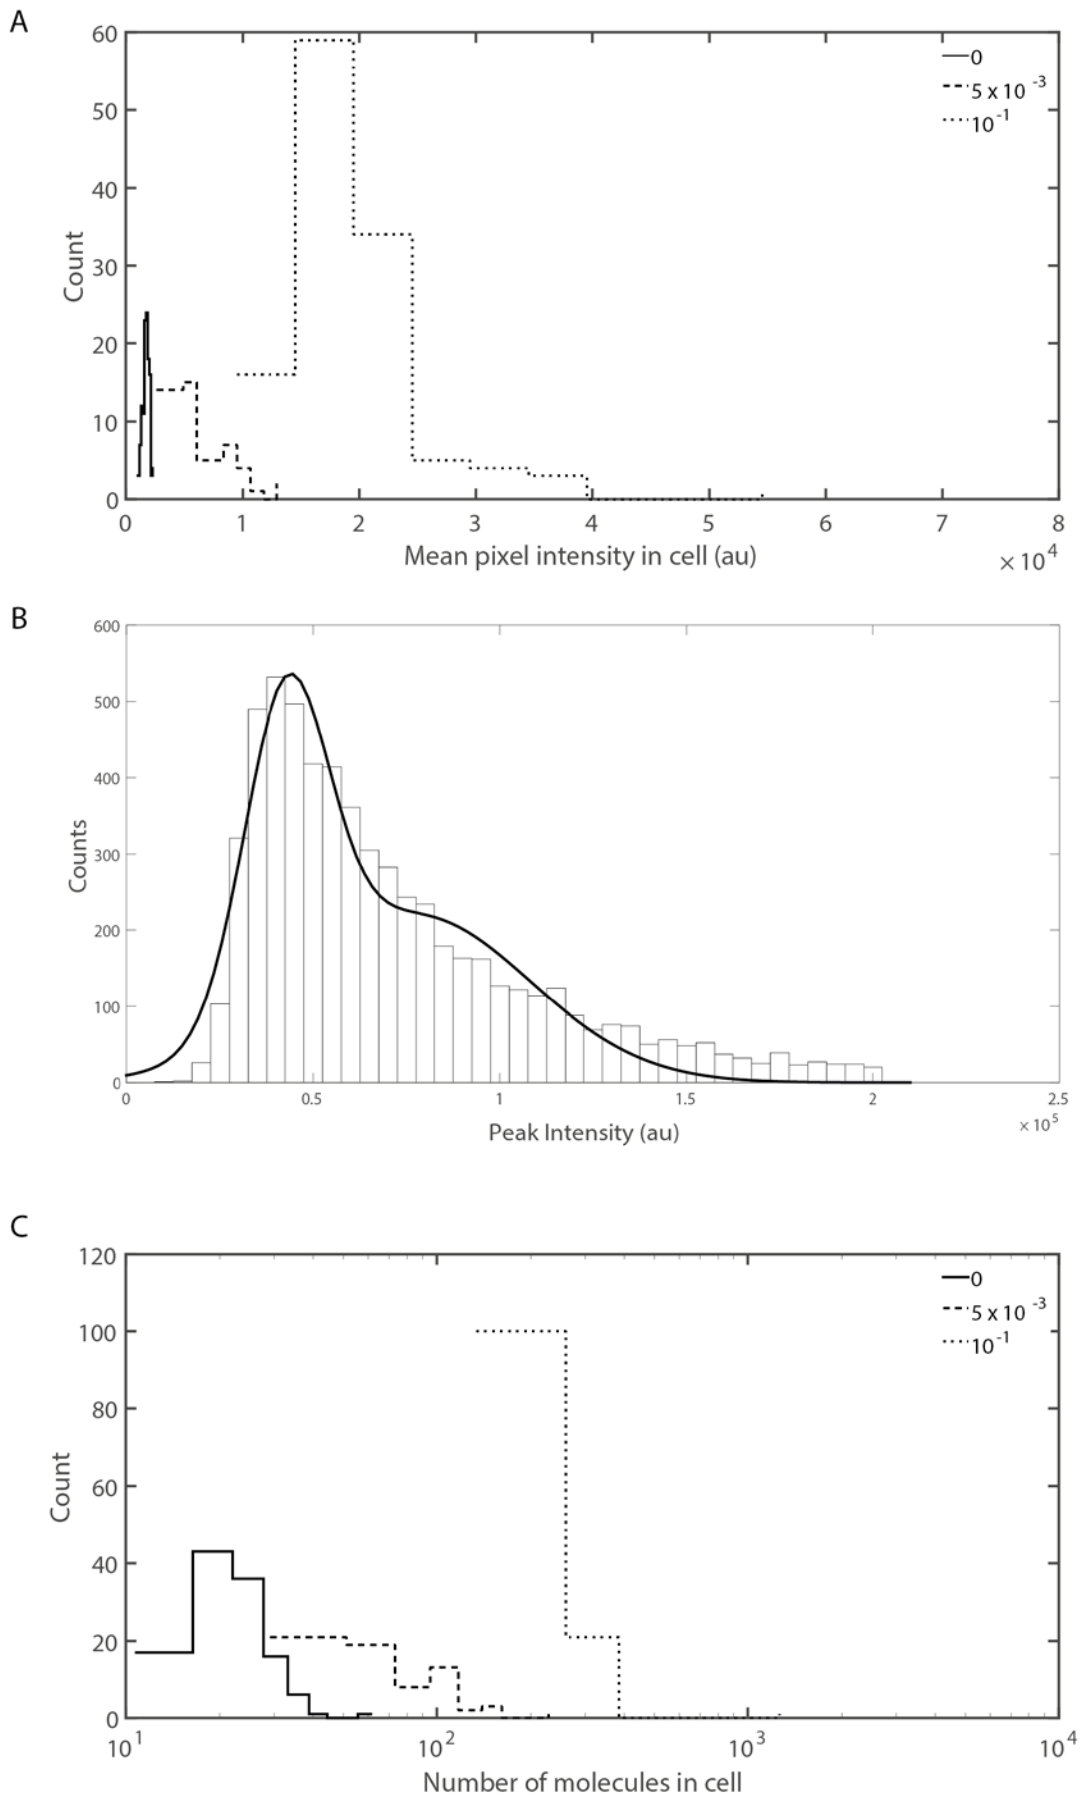 A
60
50
40
30
20
10
0
Count
0
5 x 10 -3
10 -1
0 1 2 3 4 5 6 7 8
Mean pixel intensity in cell (au)
×10 4
B
600
500
400
300
200
100
0
Counts
0 0.5 1 1.5 2 2.5
Peak Intensity (au)
×10 5
C
120
100
80
60
40
20
0
Count
0
5 x 10 -3
10 -1
10 1 10 2 10 3 10 4
Number of molecules in cell